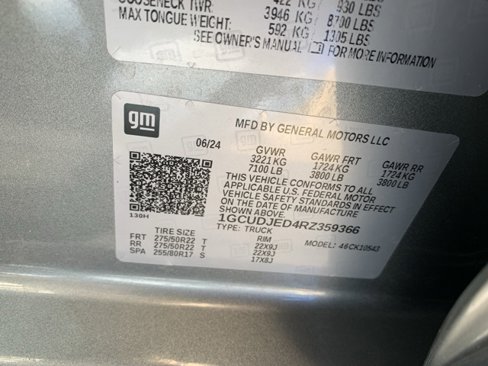 GOOSENECK TWR: 422 KG 930 LBS
3946 KG 8700 LBS
MAX TONGUE WEIGHT: 592 KG 1305 LBS
SEE OWNER'S MANUAL FOR MORE INFORMATION
gm
MFD BY GENERAL MOTORS LLC
06/24 GVWR GAWR FRT GAWR RR
3221 KG 1724 KG 1724 KG
7100 LB 3800 LB 3800 LB
THIS VEHICLE CONFORMS TO ALL
APPLICABLE U.S. FEDERAL MOTOR
VEHICLE SAFETY STANDARDS IN EFFECT
ON THE DATE OF MANUFACTURE SHOWN ABOVE.
1GCUDJED4RZ359366
TYPE: TRUCK MODEL: 46CK10543
TIRE SIZE RIM
FRT 275/50R22 T 22X9J
RR 275/50R22 T 22X9J
SPA 255/80R17 S 17X8J